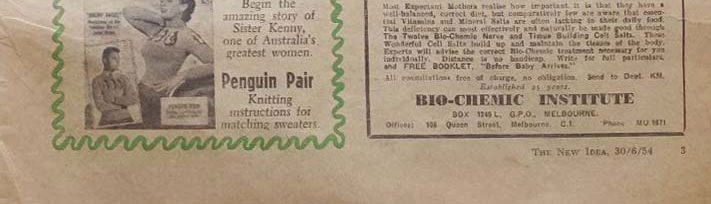 Begin the
amazing story of
Sister Kenny,
one of Australia's
greatest women.
Penguin Pair
Knitting
instructions for
matching sweaters.
Most Expectant Mothers realise how important it is that they have a
well-balanced, correct diet, but comparatively few are aware that essen-
tial Vitamins and Mineral Salts are often lacking in their daily food.
This deficiency can most effectively and naturally be made good through
The Twelve Bio-Chemic Nerve and Tissue Building Cell Salts. These
Wonderful Cell Salts build up and maintain the tissues of the body.
Experts will advise the correct Bio-Chemic treatment necessary for you
individually. Distance is no handicap. Write for full particulars,
and FREE BOOKLET, "Before Baby Arrives."
All consultations free of charge, no obligation. Send to Dept. KM.
Established 25 years.
BIO-CHEMIC INSTITUTE
BOX 1249 L, G.P.O., MELBOURNE.
Offices: Queen Street, Melbourne, C.1. Phone MU 1671
THE NEW IDEA, 30/6/54 3